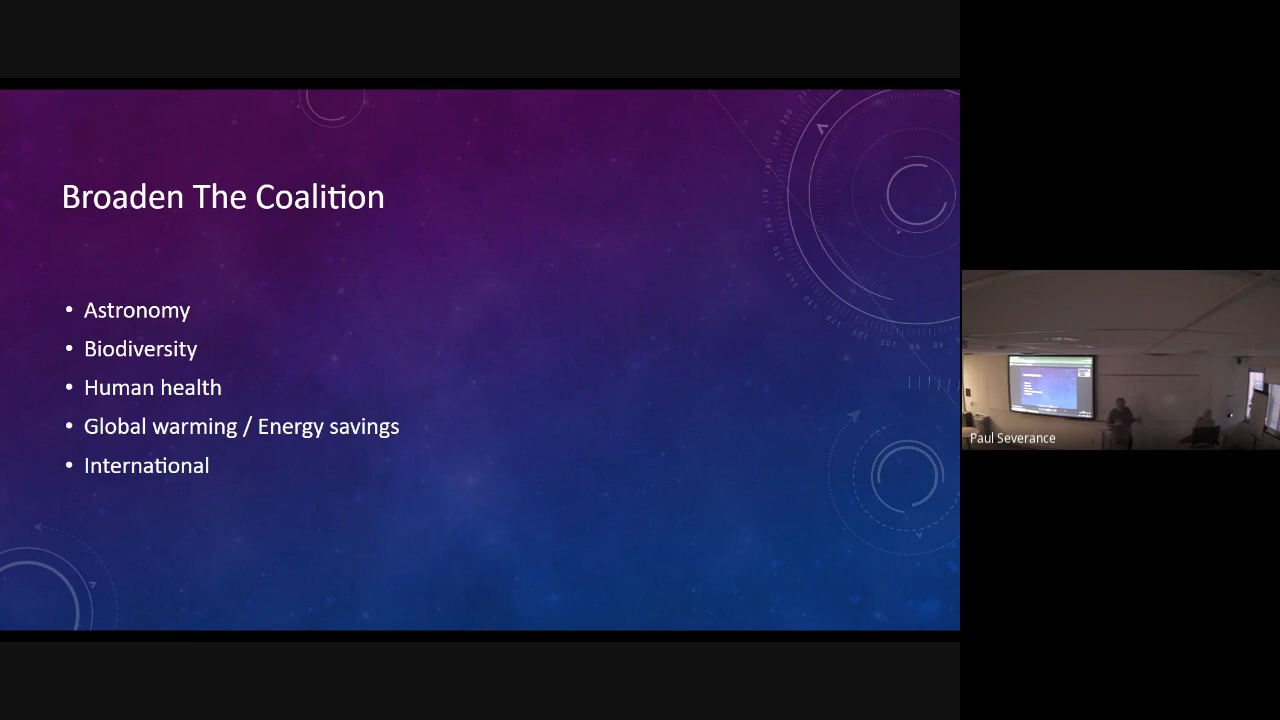 Broaden The Coalition
• Astronomy
• Biodiversity
• Human health
• Global warming / Energy savings
• International
Paul Severance